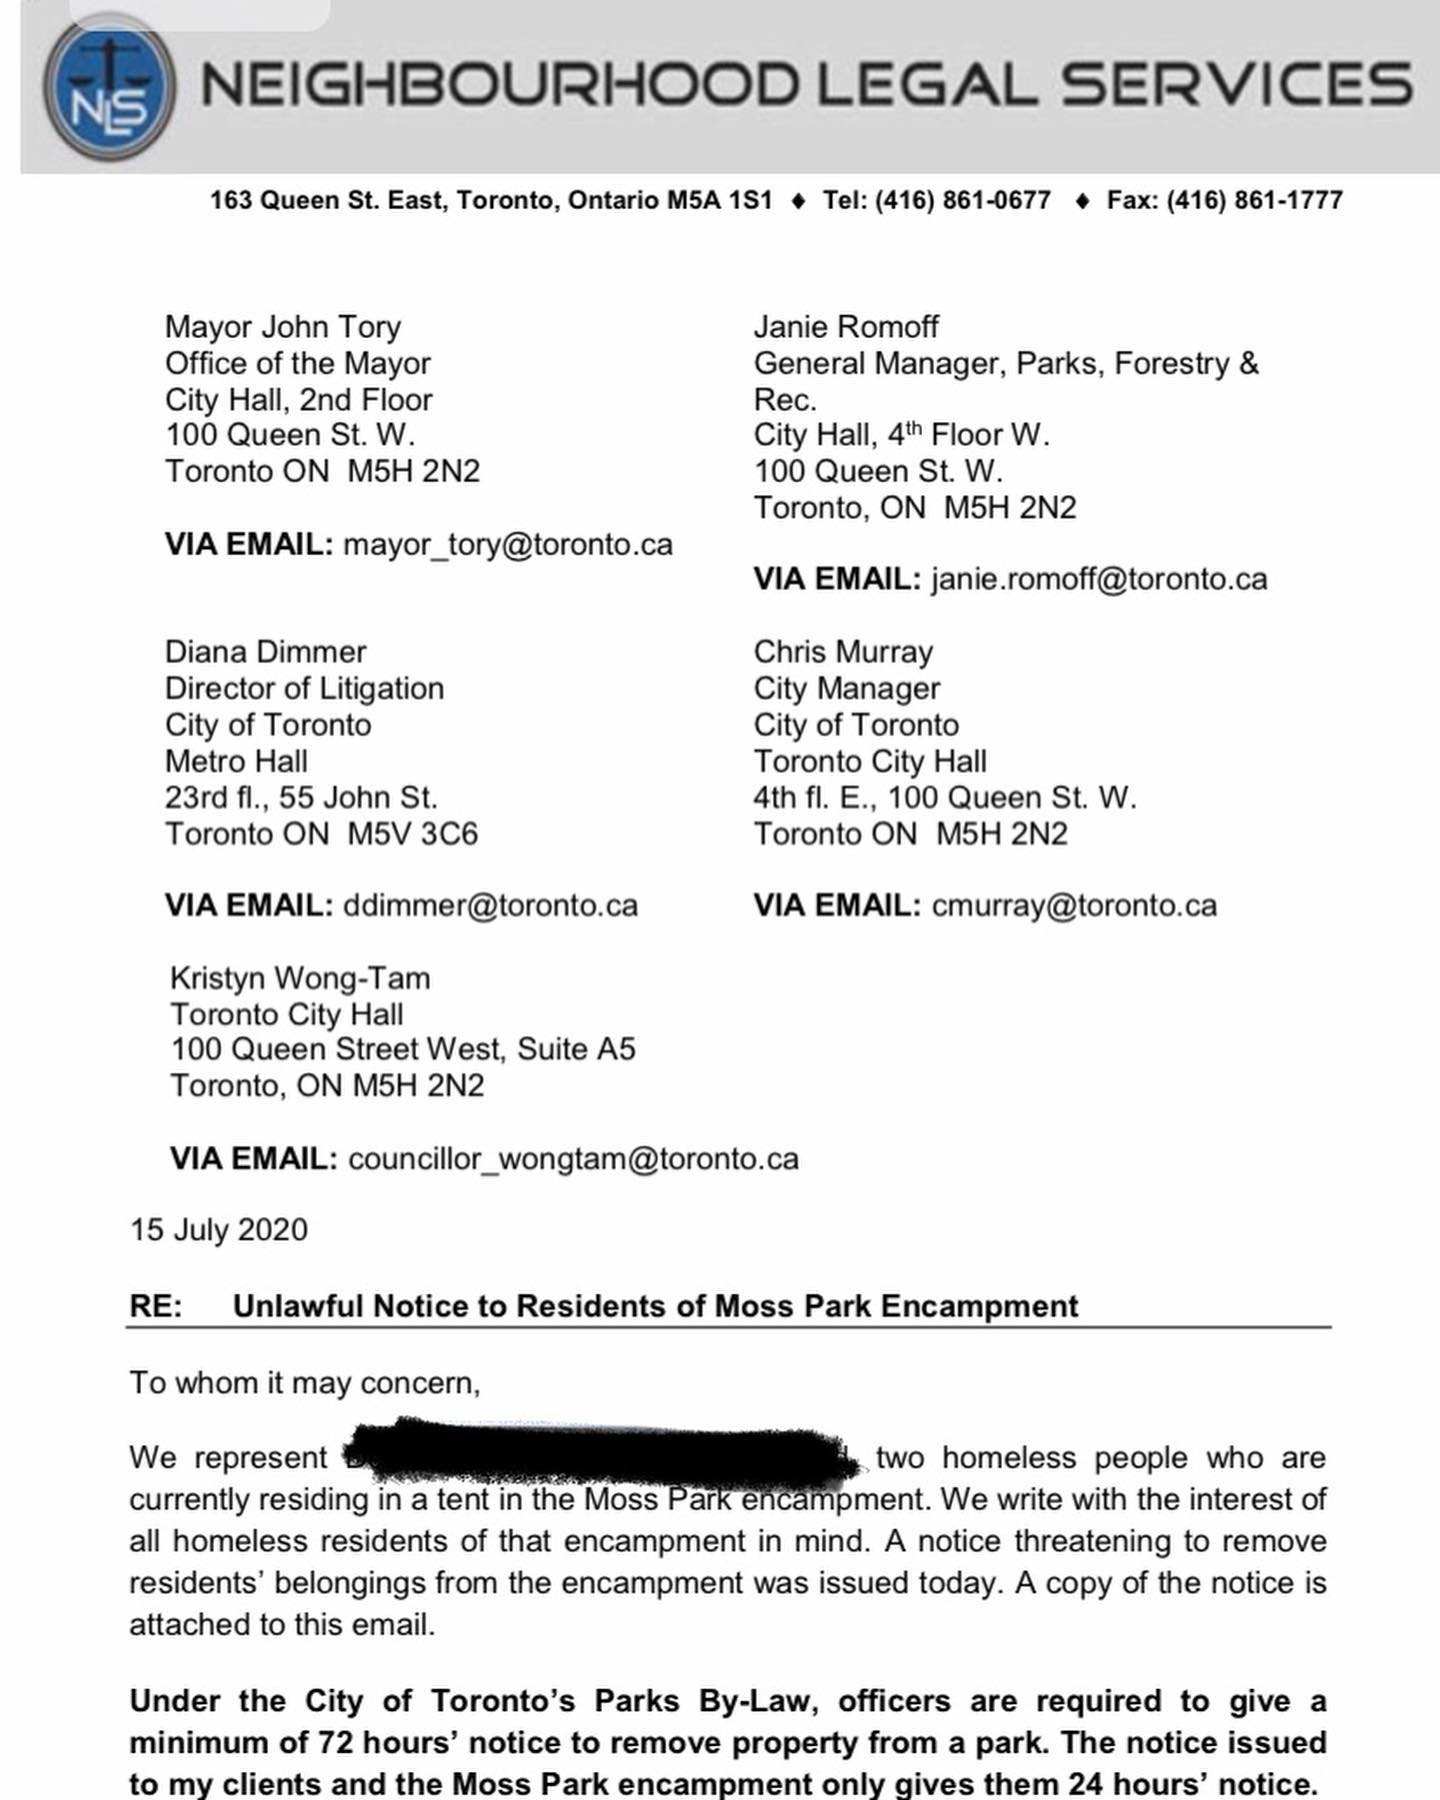 NLS
NEIGHBOURHOOD LEGAL SERVICES
163 Queen St. East, Toronto, Ontario M5A 1S1 ♦ Tel: (416) 861-0677 ♦ Fax: (416) 861-1777
Mayor John Tory
Office of the Mayor
City Hall, 2nd Floor
100 Queen St. W.
Toronto ON M5H 2N2
VIA EMAIL: mayor_tory@toronto.ca
Janie Romoff
General Manager, Parks, Forestry &
Rec.
City Hall, 4th Floor W.
100 Queen St. W.
Toronto, ON M5H 2N2
VIA EMAIL: janie.romoff@toronto.ca
Diana Dimmer
Director of Litigation
City of Toronto
Metro Hall
23rd fl., 55 John St.
Toronto ON M5V 3C6
VIA EMAIL: ddimmer@toronto.ca
Chris Murray
City Manager
City of Toronto
Toronto City Hall
4th fl. E., 100 Queen St. W.
Toronto ON M5H 2N2
VIA EMAIL: cmurray@toronto.ca
Kristyn Wong-Tam
Toronto City Hall
100 Queen Street West, Suite A5
Toronto, ON M5H 2N2
VIA EMAIL: councillor_wongtam@toronto.ca
15 July 2020
RE: Unlawful Notice to Residents of Moss Park Encampment
To whom it may concern,
We represent two homeless people who are
currently residing in a tent in the Moss Park encampment. We write with the interest of
all homeless residents of that encampment in mind. A notice threatening to remove
residents’ belongings from the encampment was issued today. A copy of the notice is
attached to this email.
Under the City of Toronto’s Parks By-Law, officers are required to give a
minimum of 72 hours’ notice to remove property from a park. The notice issued
to my clients and the Moss Park encampment only gives them 24 hours’ notice.